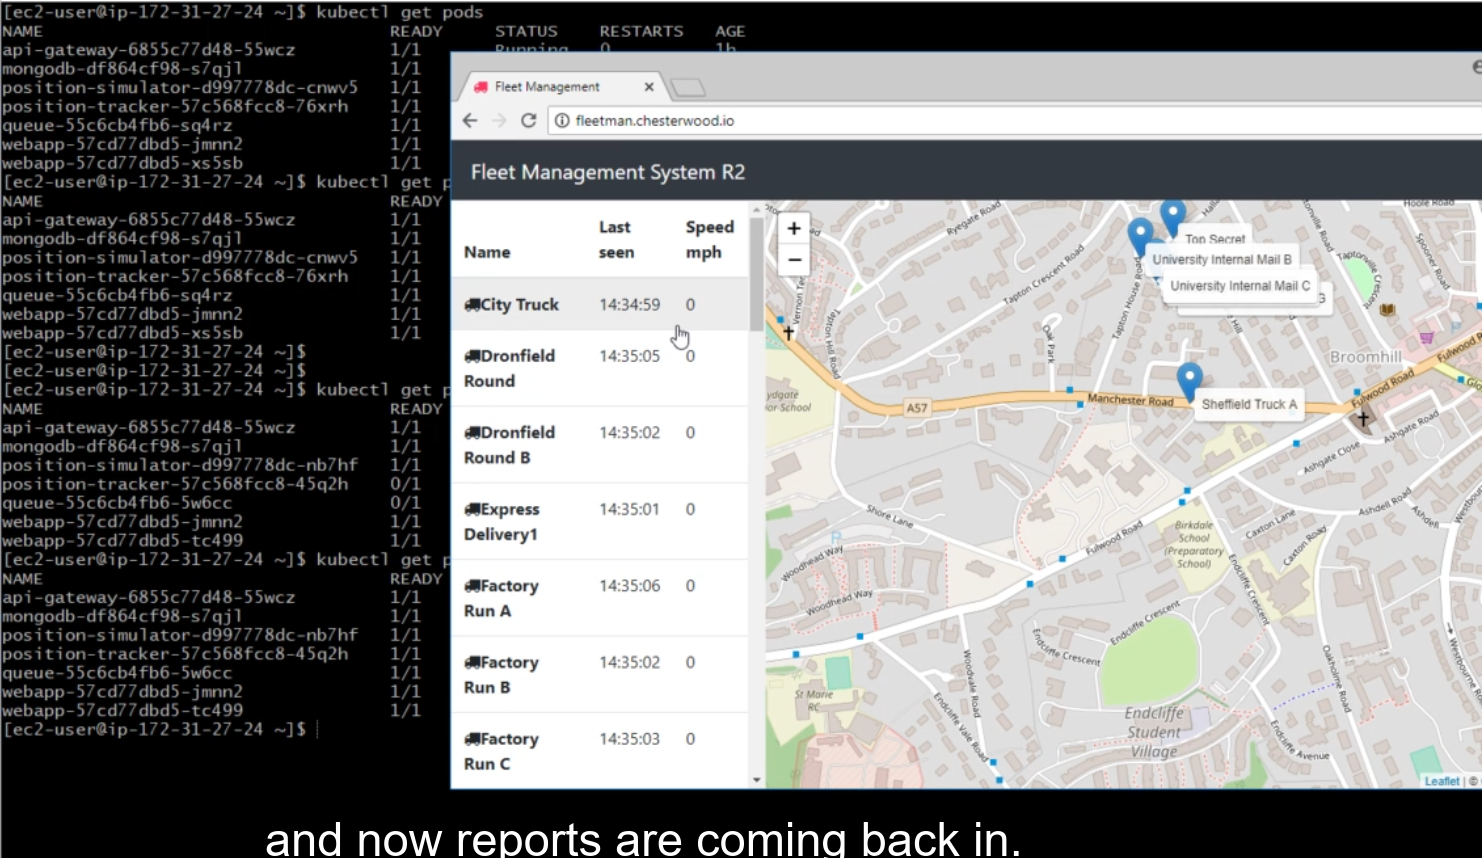 [ec2-user@ip-172-31-27-24 ~]$ kubectl get pods
NAME READY STATUS RESTARTS AGE
api-gateway-6855c77d48-55wcz 1/1 Running 0 1h
mongodb-df864cf98-s7qjl 1/1
position-simulator-d997778dc-cnwv5 1/1
position-tracker-57c568fcc8-76xrh 1/1
queue-55c6cb4fb6-sq4rz 1/1
webapp-57cd77dbd5-jmnn2 1/1
webapp-57cd77dbd5-xs5sb 1/1
[ec2-user@ip-172-31-27-24 ~]$ kubectl get p
NAME READY
api-gateway-6855c77d48-55wcz 1/1
mongodb-df864cf98-s7qjl 1/1
position-simulator-d997778dc-cnwv5 1/1
position-tracker-57c568fcc8-76xrh 1/1
queue-55c6cb4fb6-sq4rz 1/1
webapp-57cd77dbd5-jmnn2 1/1
webapp-57cd77dbd5-xs5sb 1/1
[ec2-user@ip-172-31-27-24 ~]$
[ec2-user@ip-172-31-27-24 ~]$
[ec2-user@ip-172-31-27-24 ~]$ kubectl get p
NAME READY
api-gateway-6855c77d48-55wcz 1/1
mongodb-df864cf98-s7qjl 1/1
position-simulator-d997778dc-nb7hf 1/1
position-tracker-57c568fcc8-45q2h 0/1
queue-55c6cb4fb6-5w6cc 0/1
webapp-57cd77dbd5-jmnn2 1/1
webapp-57cd77dbd5-tc499 1/1
[ec2-user@ip-172-31-27-24 ~]$ kubectl get p
NAME READY
api-gateway-6855c77d48-55wcz 1/1
mongodb-df864cf98-s7qjl 1/1
position-simulator-d997778dc-nb7hf 1/1
position-tracker-57c568fcc8-45q2h 1/1
queue-55c6cb4fb6-5w6cc 1/1
webapp-57cd77dbd5-jmnn2 1/1
webapp-57cd77dbd5-tc499 1/1
[ec2-user@ip-172-31-27-24 ~]$
Fleet Management
fleetman.chesterwood.io
Fleet Management System R2
Name Last seen Speed mph
City Truck 14:34:59 0
Dronfield Round 14:35:05 0
Dronfield Round B 14:35:02 0
Express Delivery1 14:35:01 0
Factory Run A 14:35:06 0
Factory Run B 14:35:02 0
Factory Run C 14:35:03 0
+
−
Ryegate Road
Hoole Road
Top Secret
University Internal Mail B
University Internal Mail C
G
Tapton Crescent Road
Tapton House Road
Tapton Hill Road
Taptonville Crescent
Spooner Road
Oak Park
Broomhill
Fulwood Road
A57
Manchester Road
Sheffield Truck A
Fulwood Road
Ashgate Road
Ashgate Close
Shore Lane
Ashdell Road
Ashdell
Caxton Lane
Caxton Road
Birkdale
School
(Preparatory
School)
Fulwood Road
Woodhead Way
Woodhead Way
Endcliffe Crescent
Endcliffe Crescent
Endcliffe Crescent
Woodvale Road
Oakholme Road
St Marie
RC
Endcliffe Vale Road
Endcliffe
Student
Village
Endcliffe Avenue
Leaflet | ©
and now reports are coming back in.